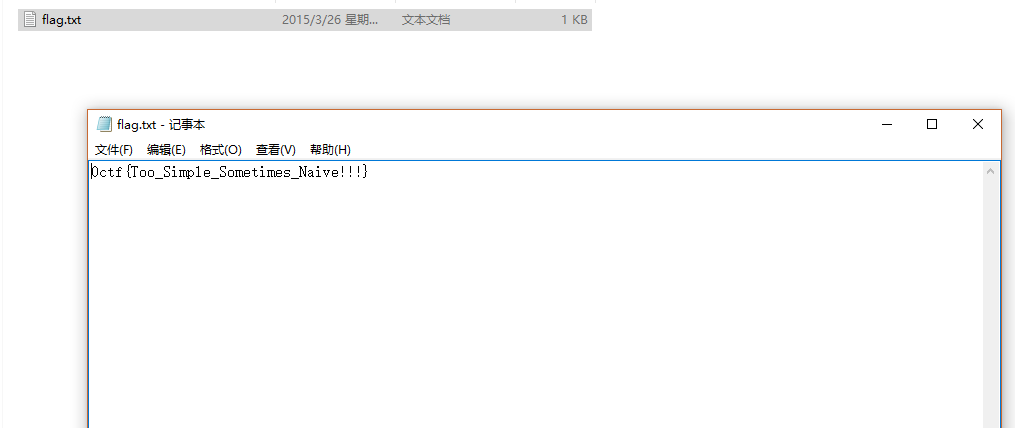 flag.txt 2015/3/26 星期... 文本文档 1 KB
flag.txt - 记事本
文件(F) 编辑(E) 格式(O) 查看(V) 帮助(H)
0ctf{Too_Simple_Sometimes_Naive!!!}